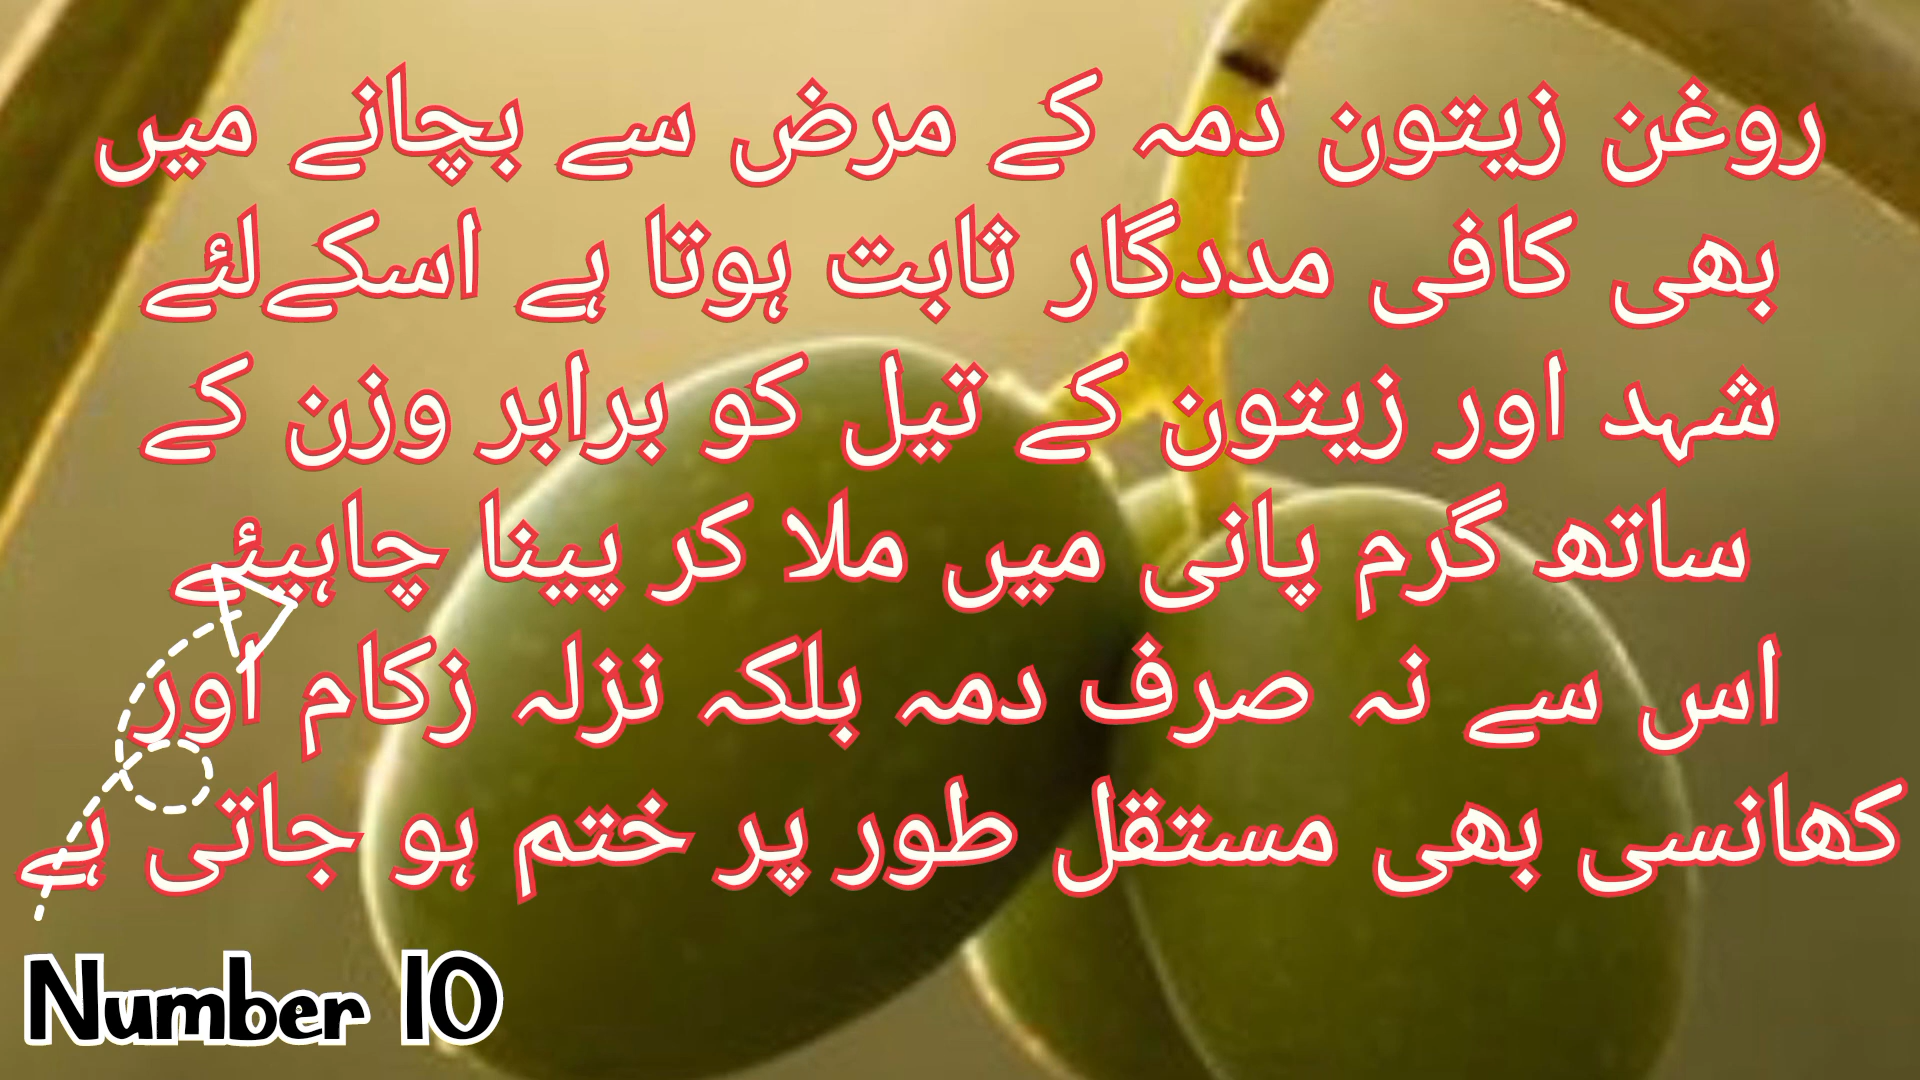 روغن زیتون دمہ کے مرض سے بچانے میں
بھی کافی مددگار ثابت ہوتا ہے اسکےلئے
شہد اور زیتون کے تیل کو برابر وزن کے
ساتھ گرم پانی میں ملا کر پینا چاہیئے
اس سے نہ صرف دمہ بلکہ نزلہ زکام اور
کھانسی بھی مستقل طور پر ختم ہو جاتی ہے
Number 10